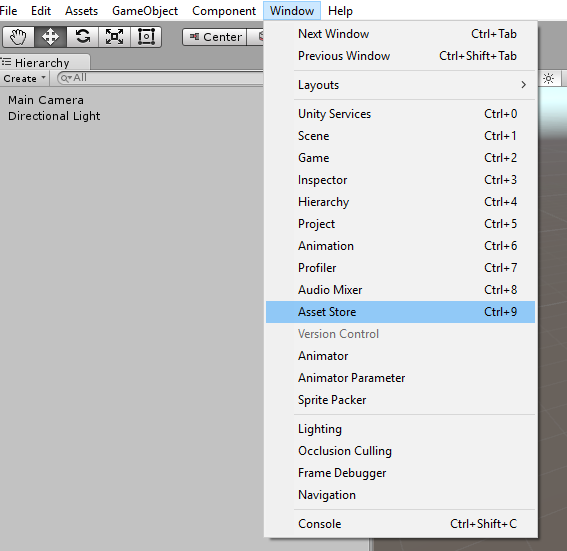 File Edit Assets GameObject Component Window Help
Center
Hierarchy
Create All
Main Camera
Directional Light
Next Window Ctrl+Tab
Previous Window Ctrl+Shift+Tab
Layouts
Unity Services Ctrl+0
Scene Ctrl+1
Game Ctrl+2
Inspector Ctrl+3
Hierarchy Ctrl+4
Project Ctrl+5
Animation Ctrl+6
Profiler Ctrl+7
Audio Mixer Ctrl+8
Asset Store Ctrl+9
Version Control
Animator
Animator Parameter
Sprite Packer
Lighting
Occlusion Culling
Frame Debugger
Navigation
Console Ctrl+Shift+C